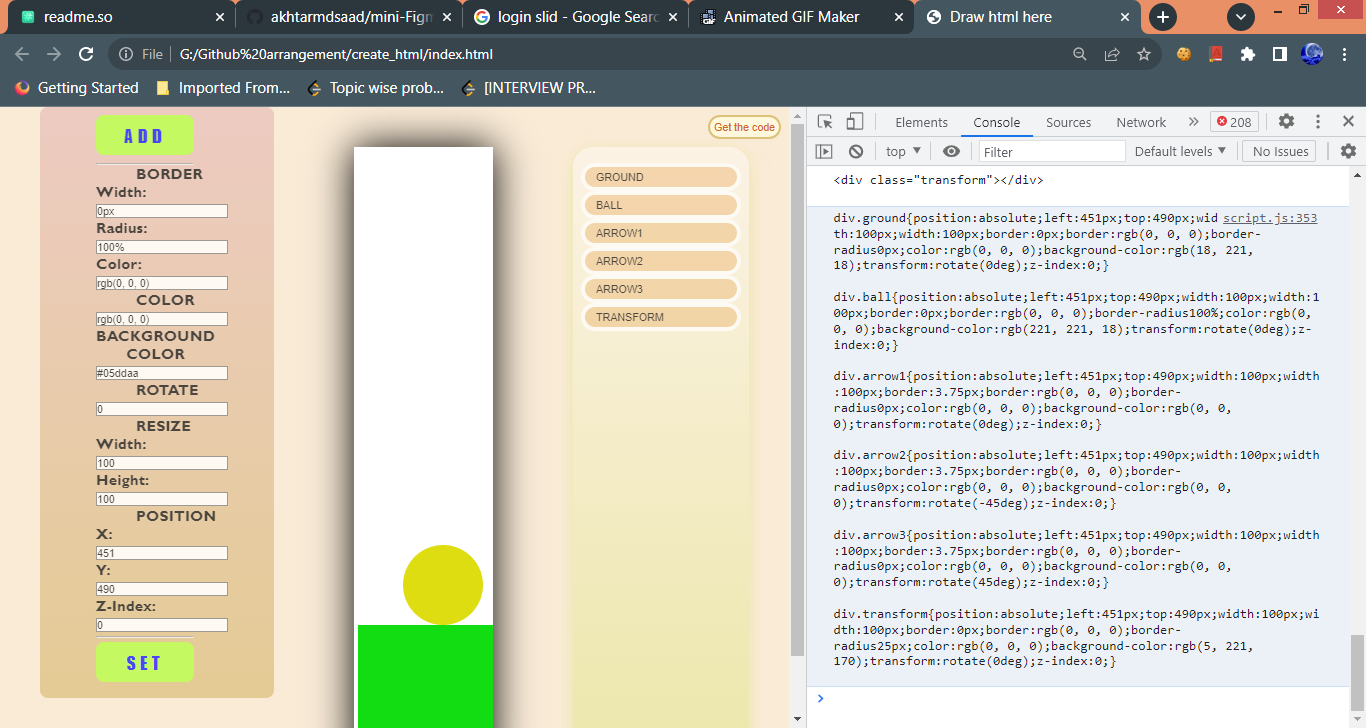 readme.so
akhtarmdsaad/mini-Figm
login slid - Google Searc
Animated GIF Maker
Draw html here
File
G:/Github%20arrangement/create_html/index.html
Getting Started
Imported From...
Topic wise prob...
[INTERVIEW PR...
ADD
BORDER
Width:
0px
Radius:
100%
Color:
rgb(0, 0, 0)
COLOR
rgb(0, 0, 0)
BACKGROUND
COLOR
#05ddaa
ROTATE
0
RESIZE
Width:
100
Height:
100
POSITION
X:
451
Y:
490
Z-Index:
0
SET
Get the code
GROUND
BALL
ARROW1
ARROW2
ARROW3
TRANSFORM
Elements
Console
Sources
Network
208
top
Filter
Default levels
No Issues
<div class="transform"></div>
script.js:353
div.ground{position:absolute;left:451px;top:490px;wid
th:100px;width:100px;border:0px;border:rgb(0, 0, 0);border-
radius0px;color:rgb(0, 0, 0);background-color:rgb(18, 221,
18);transform:rotate(0deg);z-index:0;}
div.ball{position:absolute;left:451px;top:490px;width:100px;width:1
00px;border:0px;border:rgb(0, 0, 0);border-radius100%;color:rgb(0,
0, 0);background-color:rgb(221, 221, 18);transform:rotate(0deg);z-
index:0;}
div.arrow1{position:absolute;left:451px;top:490px;width:100px;width
:100px;border:3.75px;border:rgb(0, 0, 0);border-
radius0px;color:rgb(0, 0, 0);background-color:rgb(0, 0,
0);transform:rotate(0deg);z-index:0;}
div.arrow2{position:absolute;left:451px;top:490px;width:100px;width
:100px;border:3.75px;border:rgb(0, 0, 0);border-
radius0px;color:rgb(0, 0, 0);background-color:rgb(0, 0,
0);transform:rotate(-45deg);z-index:0;}
div.arrow3{position:absolute;left:451px;top:490px;width:100px;width
:100px;border:3.75px;border:rgb(0, 0, 0);border-
radius0px;color:rgb(0, 0, 0);background-color:rgb(0, 0,
0);transform:rotate(45deg);z-index:0;}
div.transform{position:absolute;left:451px;top:490px;width:100px;wi
dth:100px;border:0px;border:rgb(0, 0, 0);border-
radius25px;color:rgb(0, 0, 0);background-color:rgb(5, 221,
170);transform:rotate(0deg);z-index:0;}